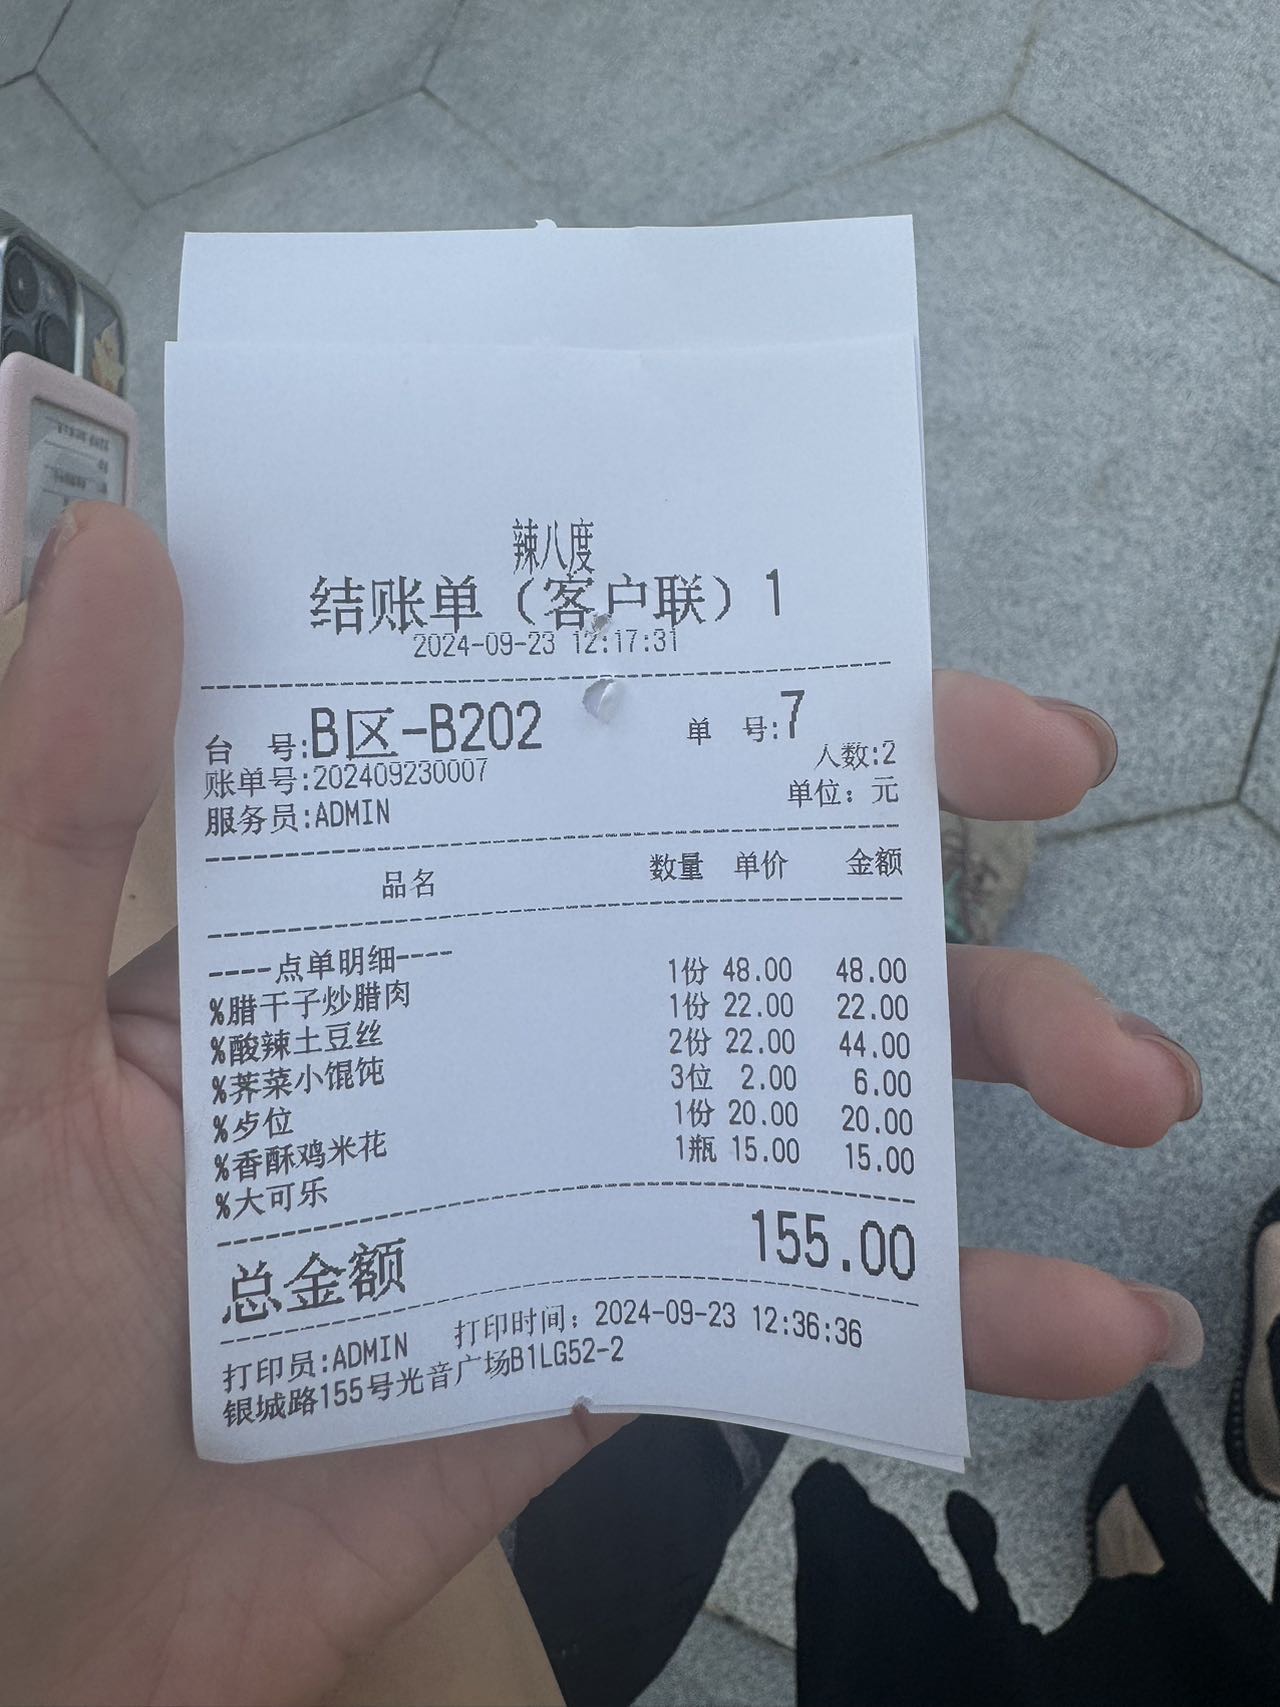 辣八度
结账单（客户联）1
2024-09-23 12:17:31
台 号:B区-B202 单 号:7
账单号:202409230007 人数:2
服务员:ADMIN 单位：元
品名 数量 单价 金额
----点单明细----
%腊干子炒腊肉 1份 48.00 48.00
%酸辣土豆丝 1份 22.00 22.00
%荠菜小馄饨 2份 22.00 44.00
%歺位 3位 2.00 6.00
%香酥鸡米花 1份 20.00 20.00
%大可乐 1瓶 15.00 15.00
总金额 155.00
打印员:ADMIN 打印时间：2024-09-23 12:36:36
银城路155号光音广场B1LG52-2